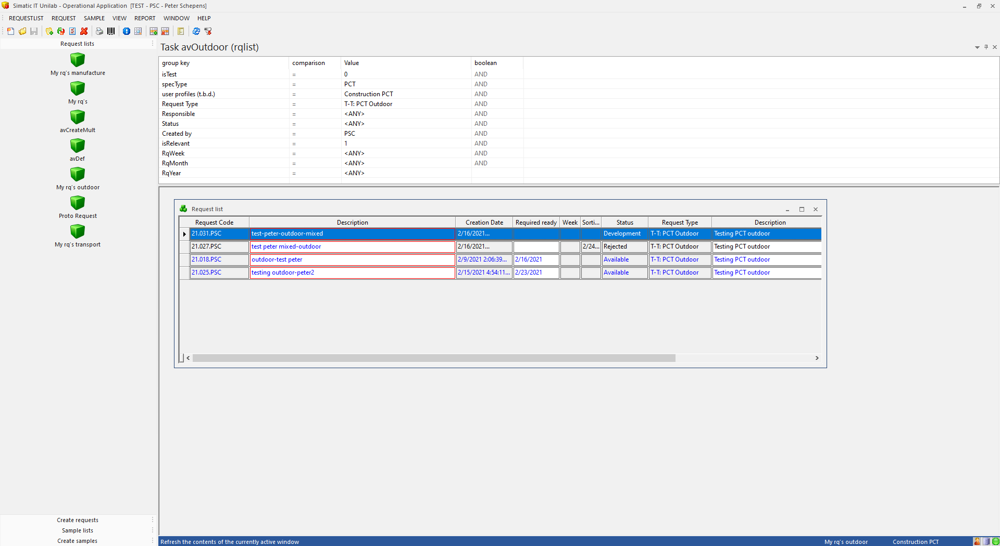 Simatic IT Unilab - Operational Application [TEST - PSC - Peter Schepens]
REQUESTLIST REQUEST SAMPLE VIEW REPORT WINDOW HELP
Request lists
My rq's manufacture
My rq's
avCreateMult
avDef
My rq's outdoor
Proto Request
My rq's transport
Create requests
Sample lists
Create samples
Task avOutdoor (rqlist)
group key comparison Value boolean
isTest = 0 AND
specType = PCT AND
user profiles (t.b.d.) = Construction PCT AND
Request Type = T-T: PCT Outdoor AND
Responsible = <ANY> AND
Status = <ANY> AND
Created by = PSC AND
isRelevant = 1 AND
RqWeek = <ANY> AND
RqMonth = <ANY> AND
RqYear = <ANY>
Request list
Request Code Description Creation Date Required ready Week Sorti... Status Request Type Description
21.031.PSC test-peter-outdoor-mixed 2/16/2021... Development T-T: PCT Outdoor Testing PCT outdoor
21.027.PSC test peter mixed-outdoor 2/16/2021... 2/24... Rejected T-T: PCT Outdoor Testing PCT outdoor
21.018.PSC outdoor-test peter 2/9/2021 2:06:39... 2/16/2021 Available T-T: PCT Outdoor Testing PCT outdoor
21.025.PSC testing outdoor-peter2 2/15/2021 4:54:11... 2/23/2021 Available T-T: PCT Outdoor Testing PCT outdoor
Refresh the contents of the currently active window My rq's outdoor Construction PCT